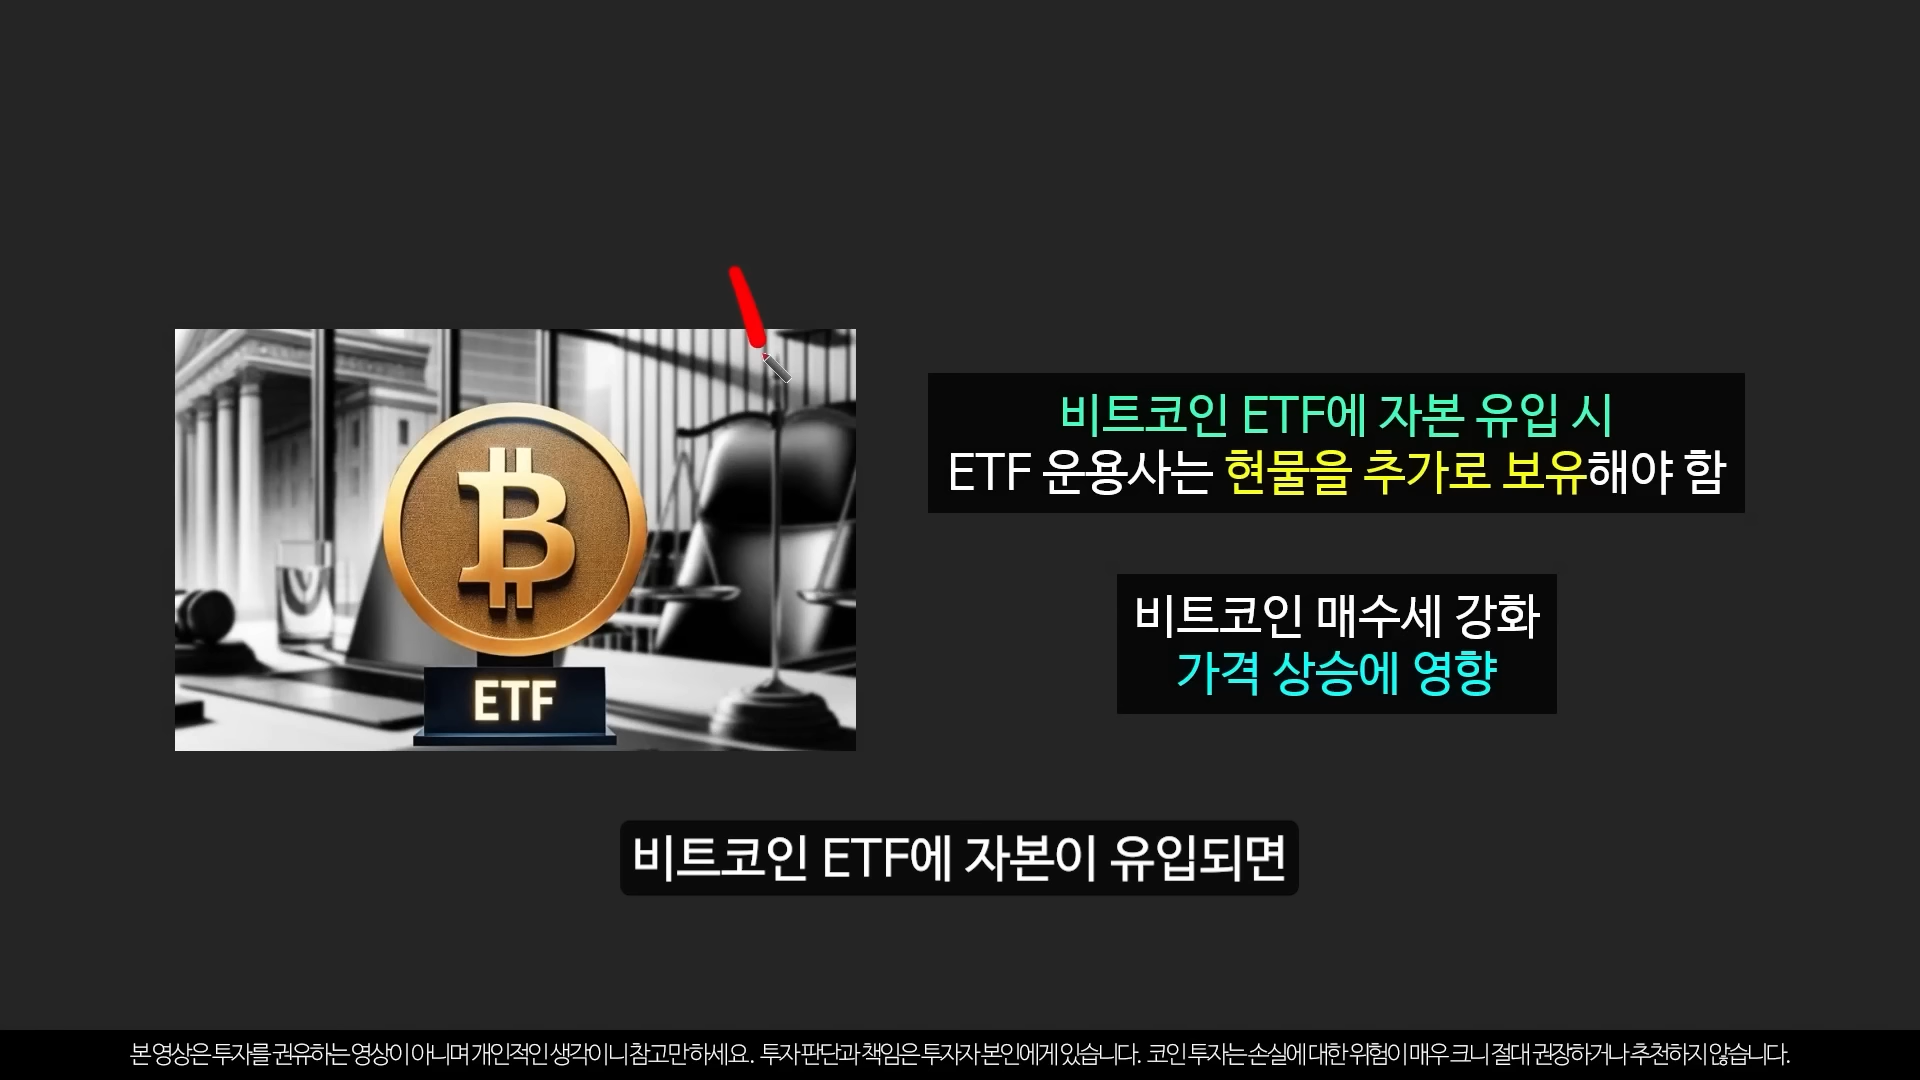 비트코인 ETF에 자본 유입 시
ETF 운용사는 현물을 추가로 보유해야 함
비트코인 매수세 강화
가격 상승에 영향
ETF
비트코인 ETF에 자본이 유입되면
본 영상은 투자를 권유하는 영상이 아니며 개인적인 생각이니 참고만 하세요. 투자 판단과 책임은 투자자 본인에게 있습니다. 코인 투자는 손실에 대한 위험이 매우 크니 절대 권장하거나 추천하지 않습니다.